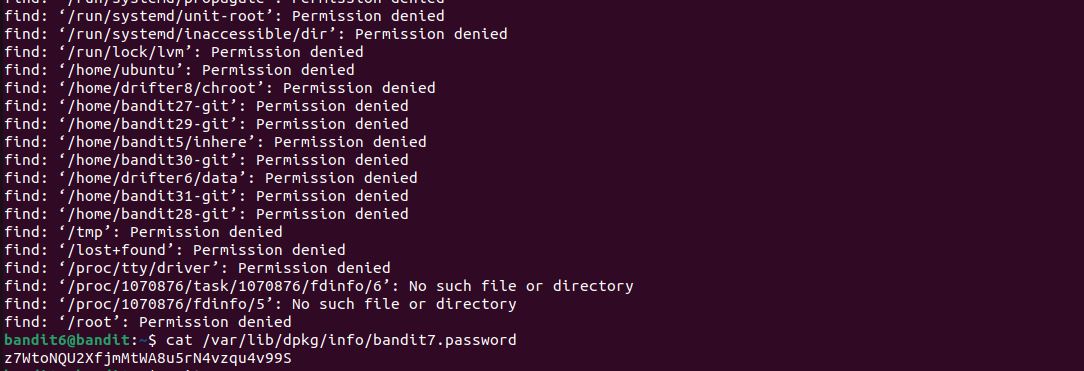 find: ‘/run/systemd/propagate’: Permission denied
find: ‘/run/systemd/unit-root’: Permission denied
find: ‘/run/systemd/inaccessible/dir’: Permission denied
find: ‘/run/lock/lvm’: Permission denied
find: ‘/home/ubuntu’: Permission denied
find: ‘/home/drifter8/chroot’: Permission denied
find: ‘/home/bandit27-git’: Permission denied
find: ‘/home/bandit29-git’: Permission denied
find: ‘/home/bandit5/inhere’: Permission denied
find: ‘/home/bandit30-git’: Permission denied
find: ‘/home/drifter6/data’: Permission denied
find: ‘/home/bandit31-git’: Permission denied
find: ‘/home/bandit28-git’: Permission denied
find: ‘/tmp’: Permission denied
find: ‘/lost+found’: Permission denied
find: ‘/proc/tty/driver’: Permission denied
find: ‘/proc/1070876/task/1070876/fdinfo/6’: No such file or directory
find: ‘/proc/1070876/fdinfo/5’: No such file or directory
find: ‘/root’: Permission denied
bandit6@bandit:~$ cat /var/lib/dpkg/info/bandit7.password
z7WtoNQU2XfjmMtWA8u5rN4vzqu4v99S